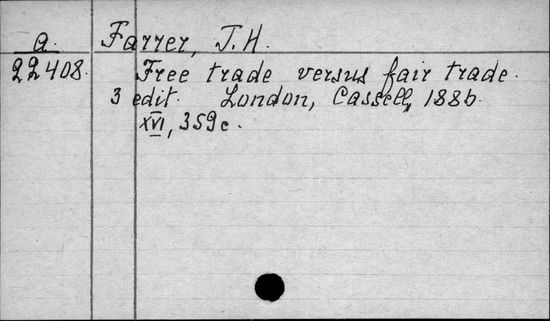 a. Farrer, T. H.
22408. Free trade versus fair trade.
3 edit. London, Cassell, 1886.
XVI, 359 c.